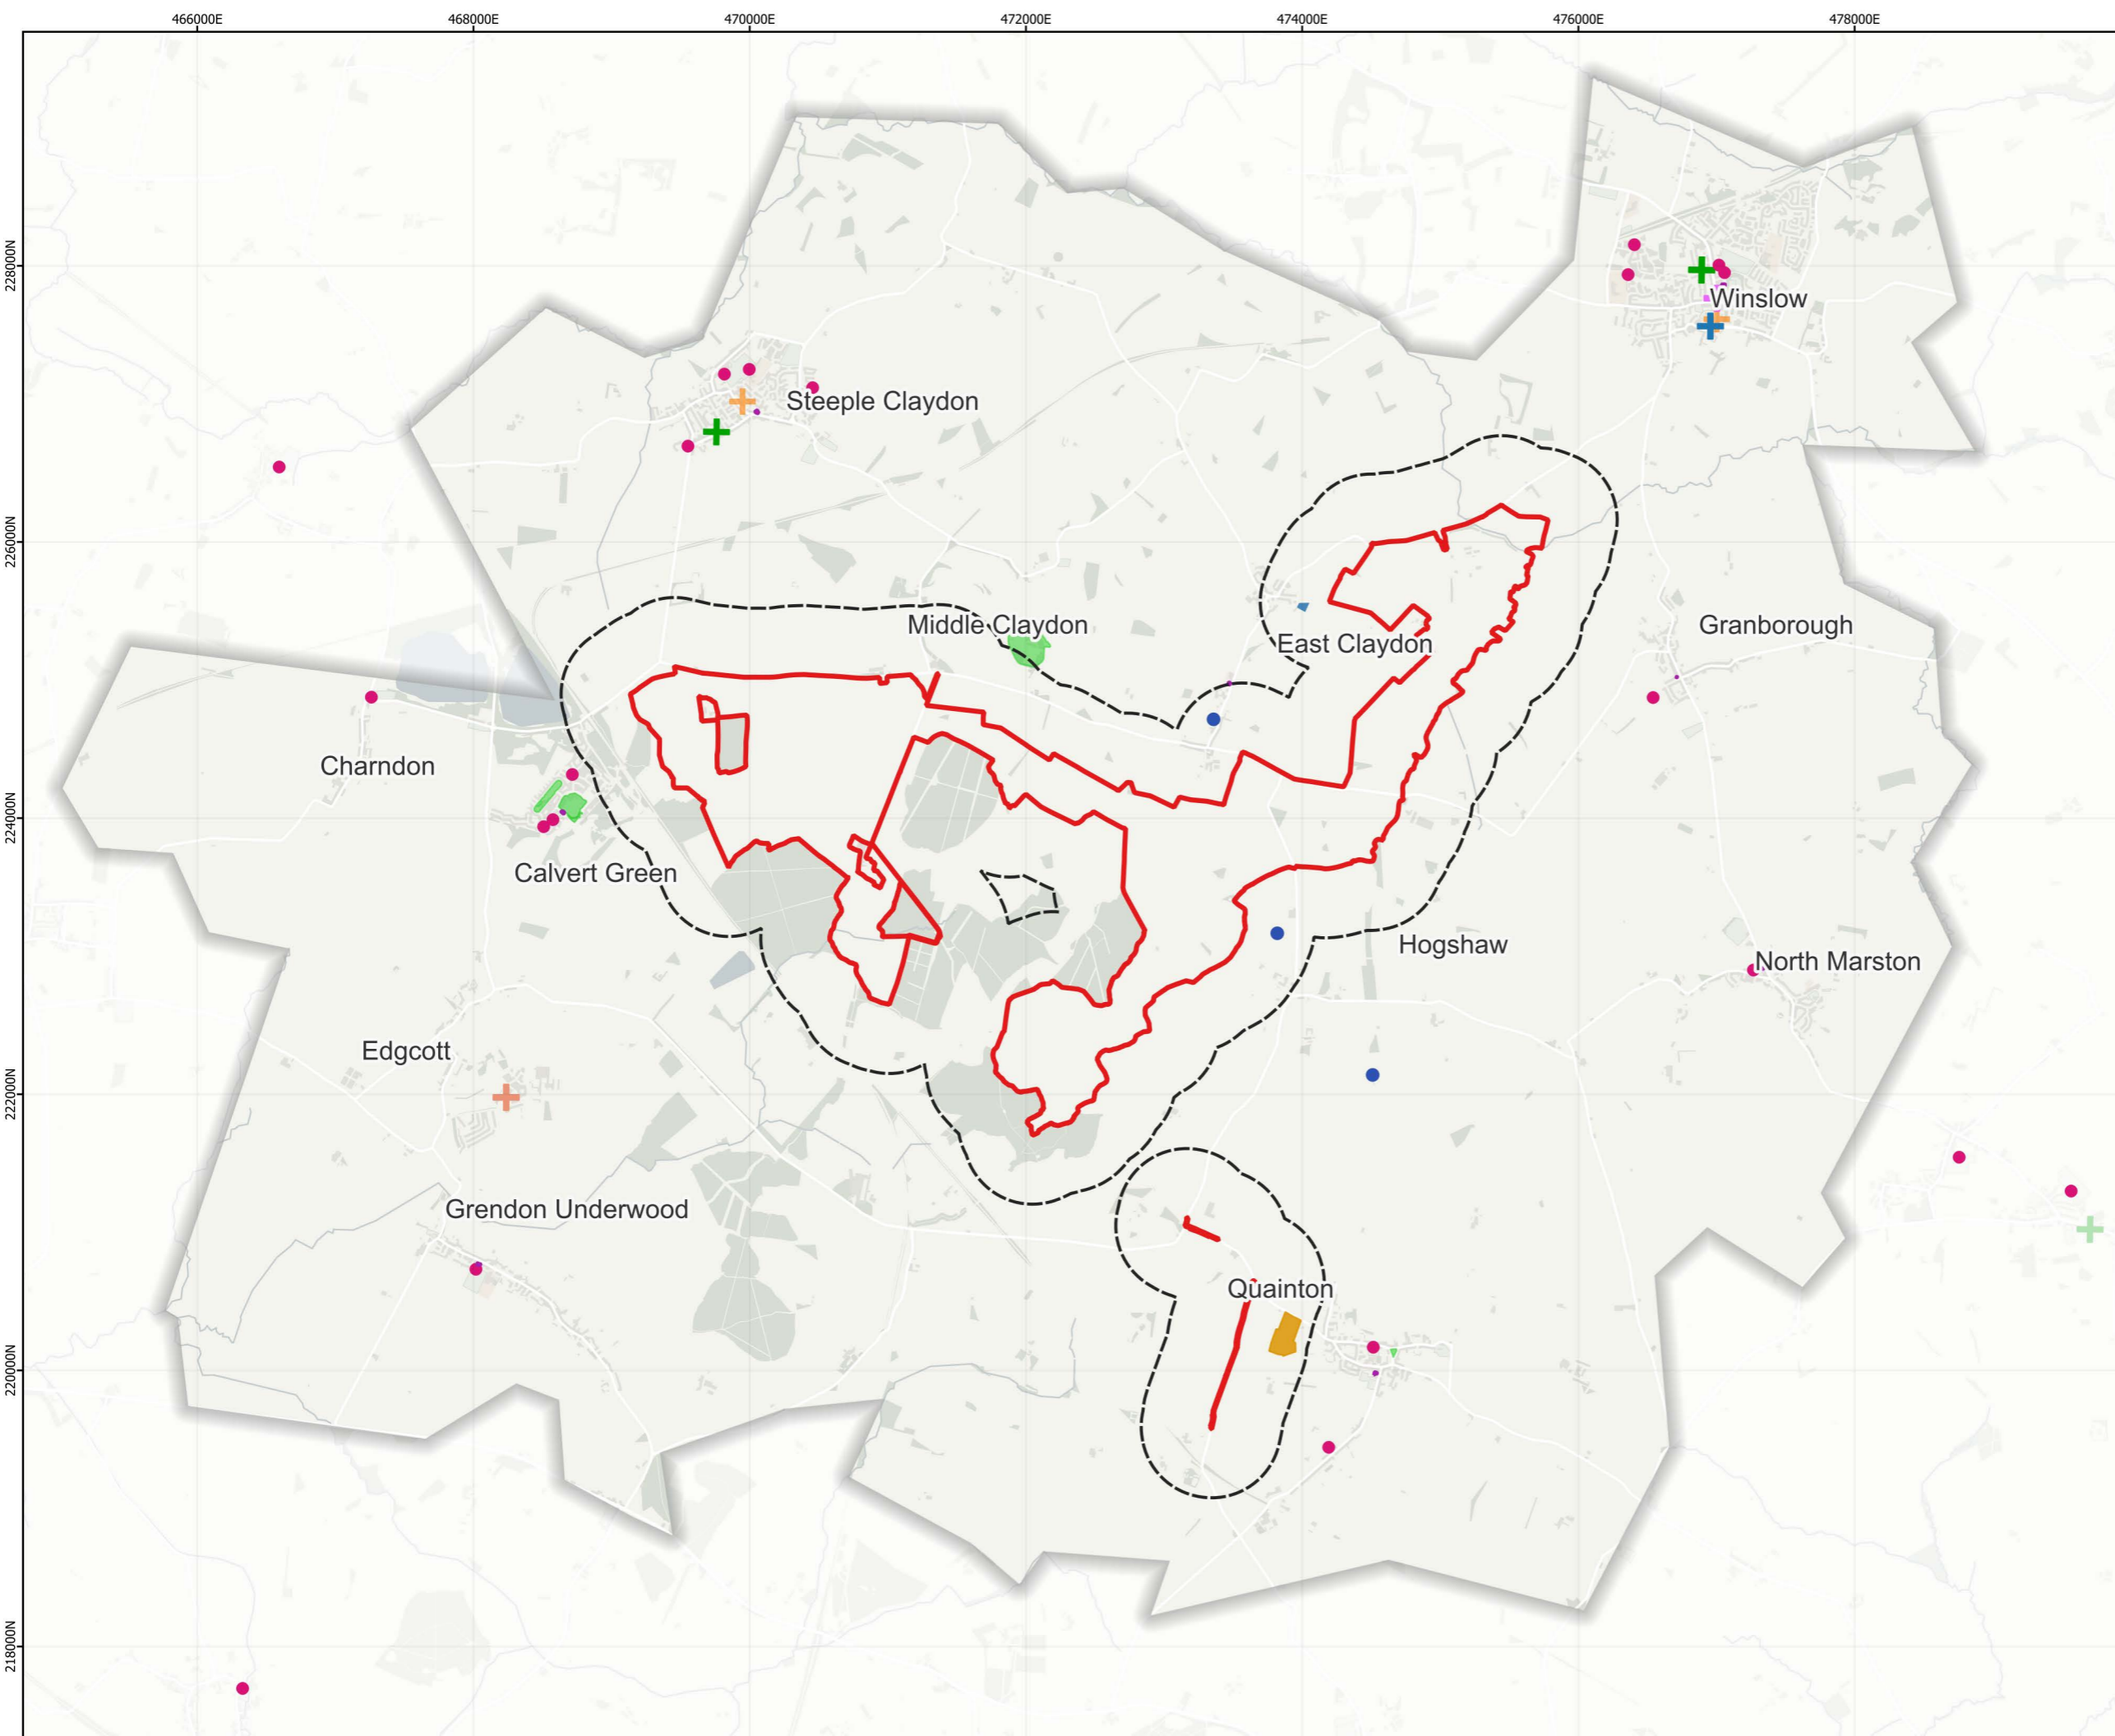 466000E 468000E 470000E 472000E 474000E 476000E 478000E
228000N
Winslow
Steeple Claydon
226000N
Middle Claydon
East Claydon
Granborough
Charndon
224000N
Calvert Green
Hogshaw
North Marston
Edgcott
222000N
Grendon Underwood
Quainton
220000N
218000N